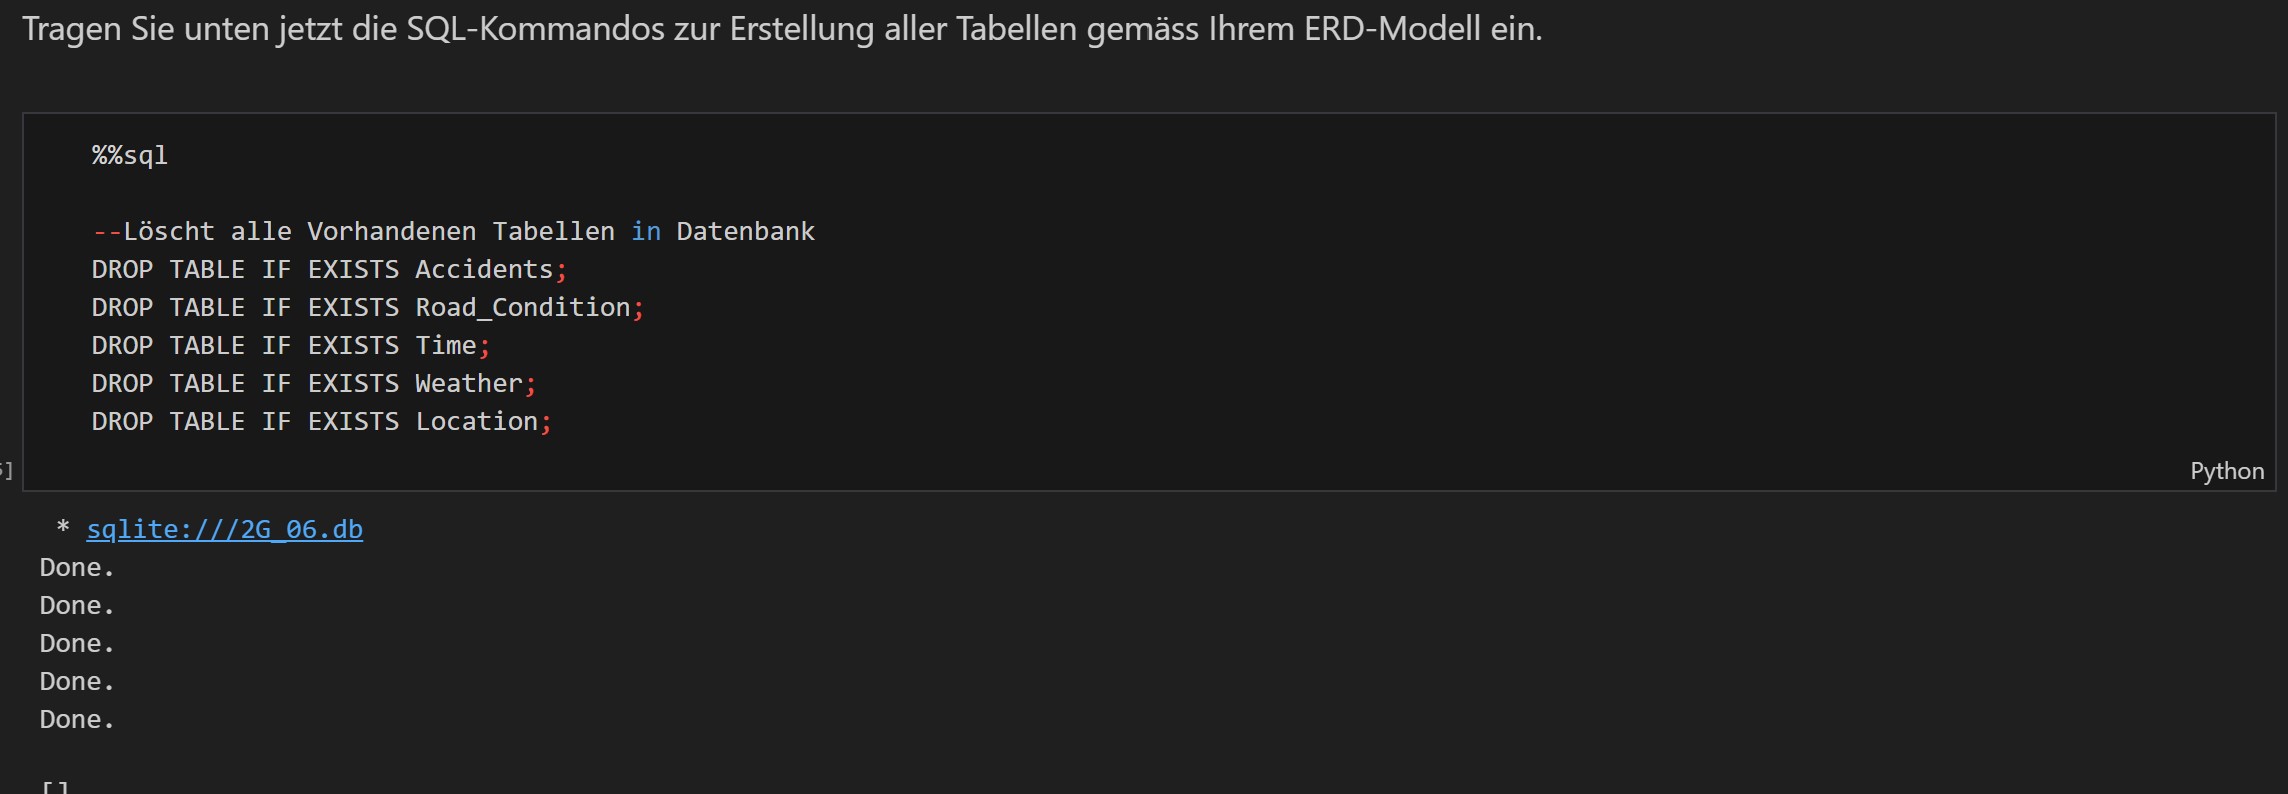 Tragen Sie unten jetzt die SQL-Kommandos zur Erstellung aller Tabellen gemäss Ihrem ERD-Modell ein.
%%sql
--Löscht alle Vorhandenen Tabellen in Datenbank
DROP TABLE IF EXISTS Accidents;
DROP TABLE IF EXISTS Road_Condition;
DROP TABLE IF EXISTS Time;
DROP TABLE IF EXISTS Weather;
DROP TABLE IF EXISTS Location;
]
Python
* sqlite:///2G_06.db
Done.
Done.
Done.
Done.
Done.
[]